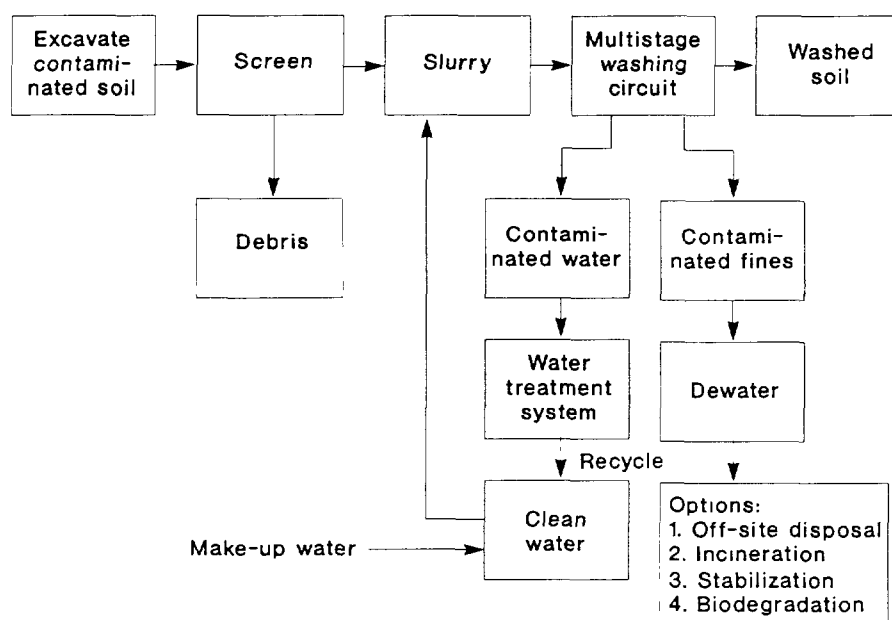 Excavate
contami-
nated soil
Screen
Slurry
Multistage
washing
circuit
Washed
soil
Debris
Contami-
nated water
Contami-
nated fines
Water
treatment
system
Dewater
Recycle
Clean
water
Make-up water
Options:
1. Off-site disposal
2. Incineration
3. Stabilization
4. Biodegradation